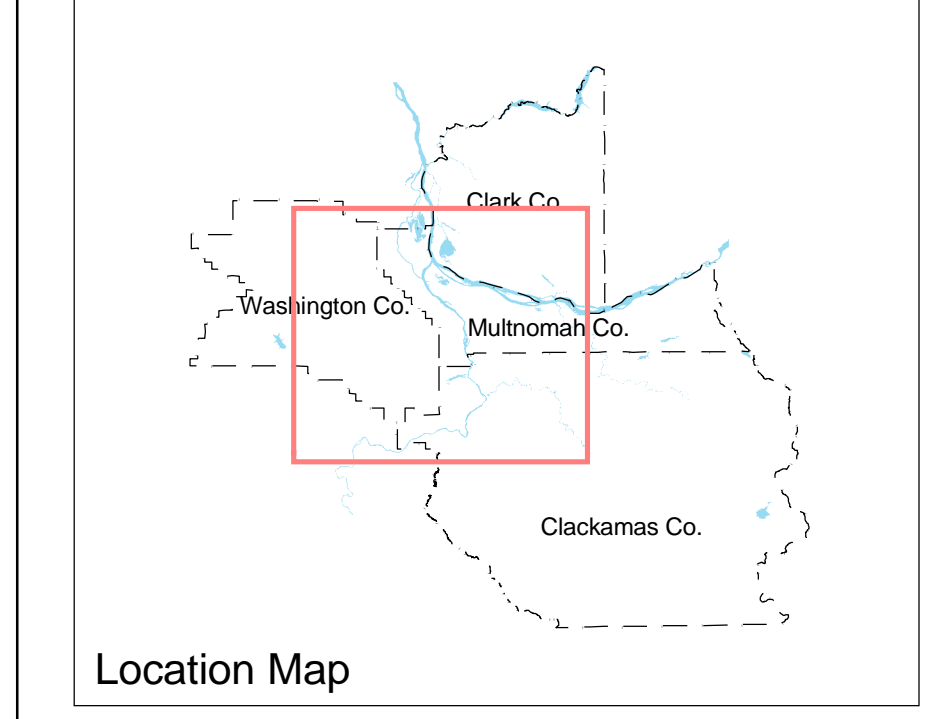 Clark Co.
Washington Co.
Multnomah Co.
Clackamas Co.
Location Map